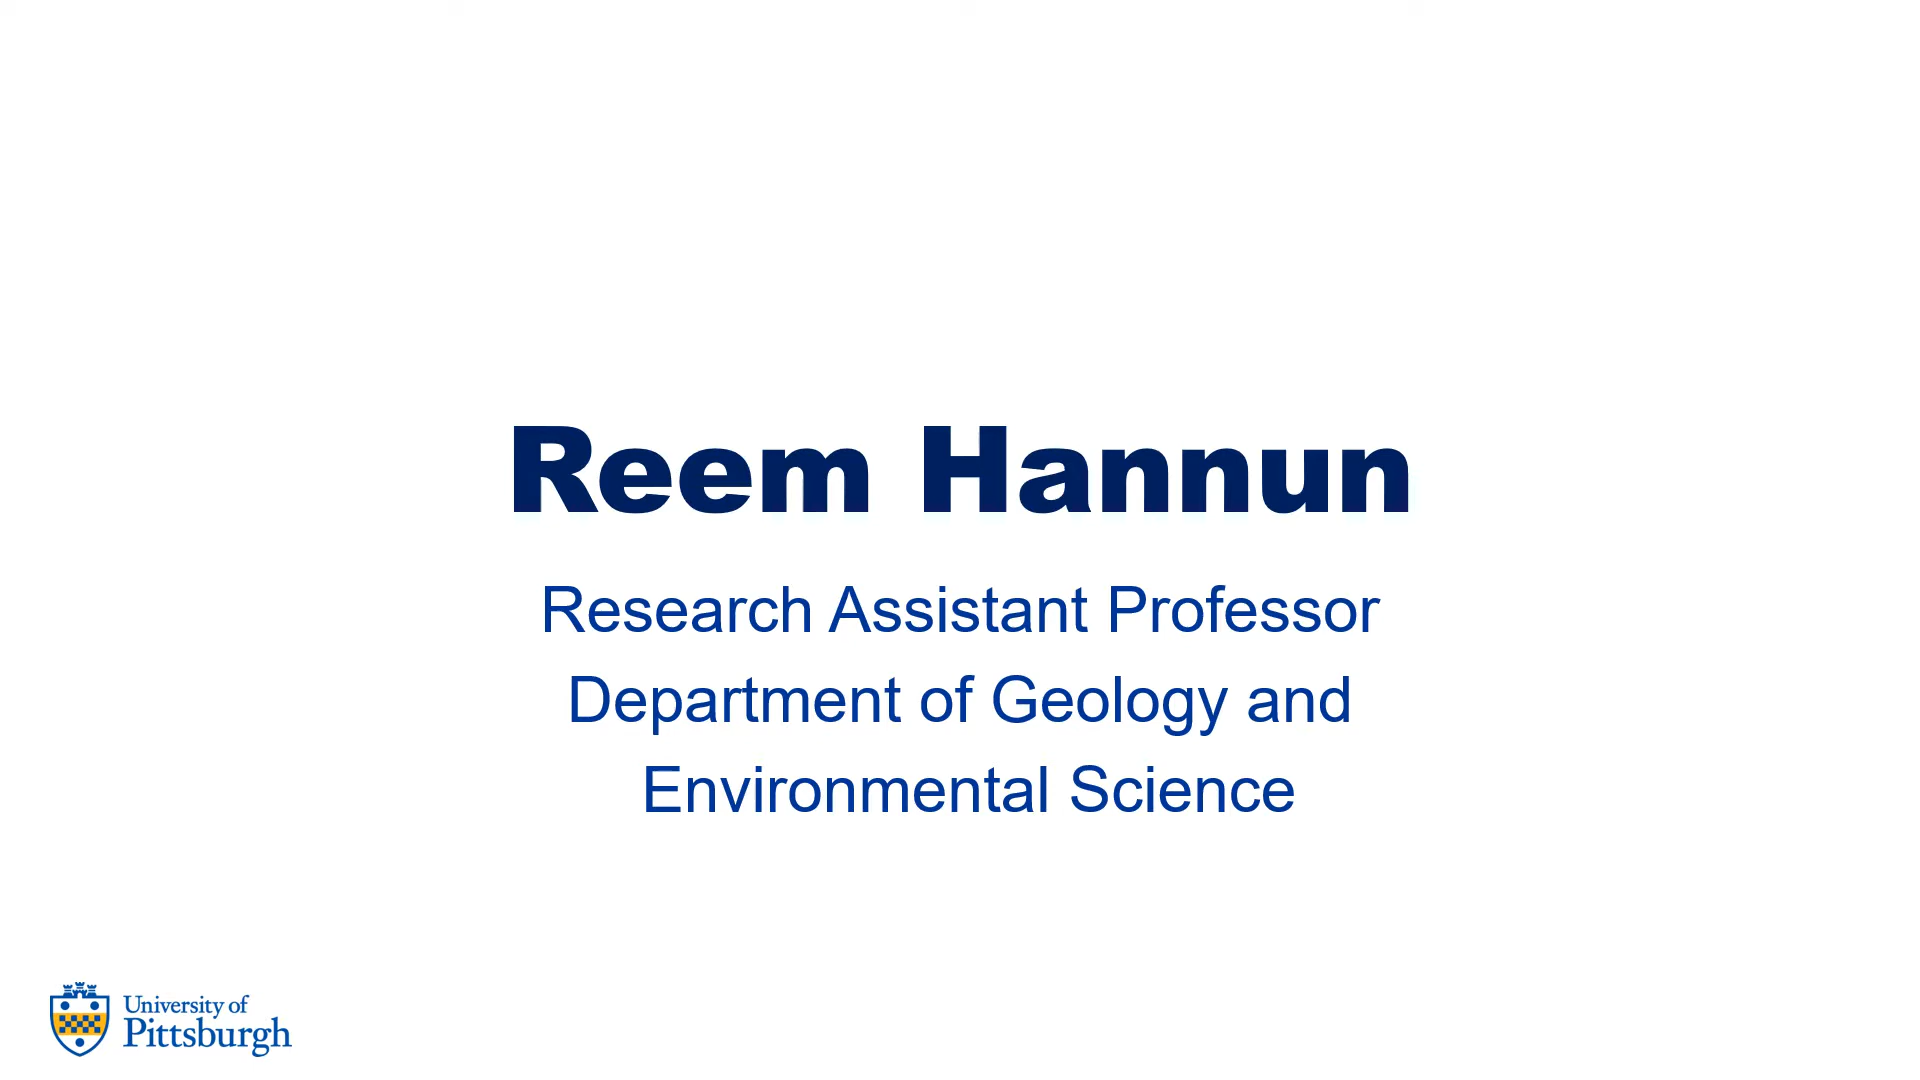 Reem Hannun
Research Assistant Professor
Department of Geology and
Environmental Science
University of
Pittsburgh